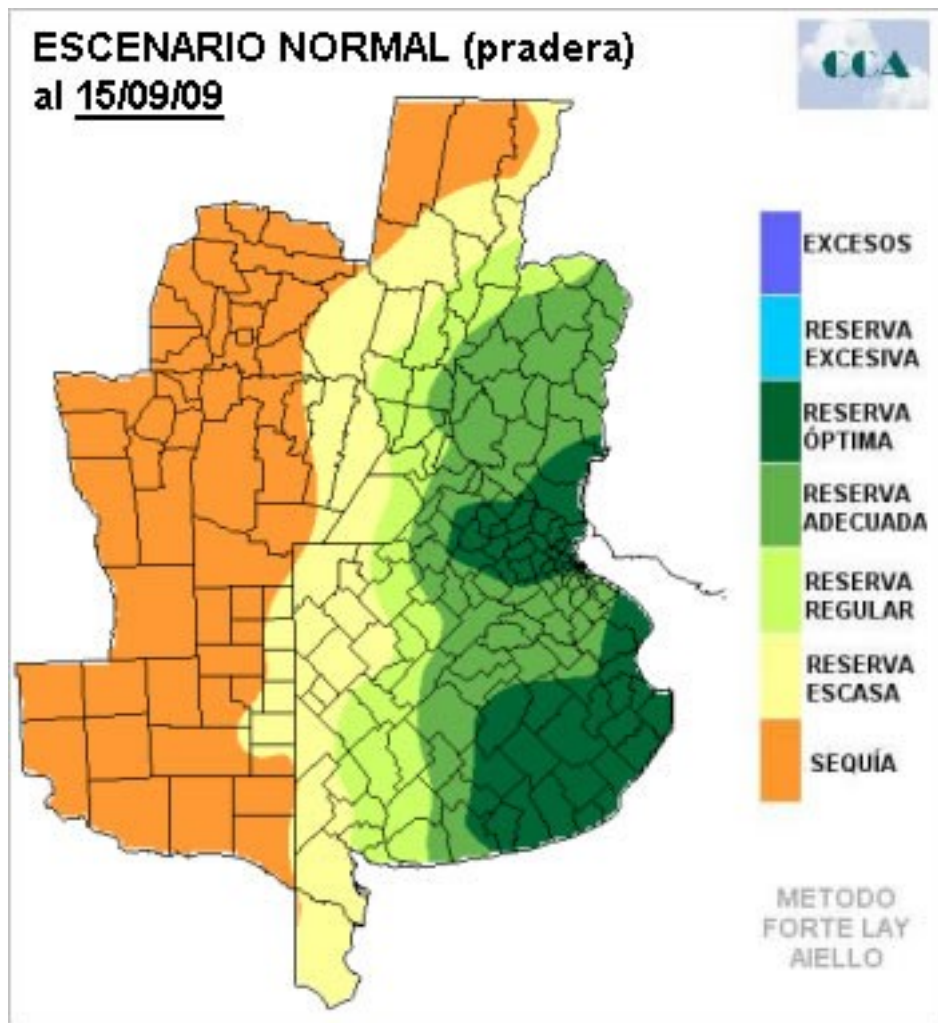 ESCENARIO NORMAL (pradera)
al 15/09/09
CCA
EXCESOS
RESERVA
EXCESIVA
RESERVA
ÓPTIMA
RESERVA
ADECUADA
RESERVA
REGULAR
RESERVA
ESCASA
SEQUÍA
METODO
FORTE LAY
AIELLO